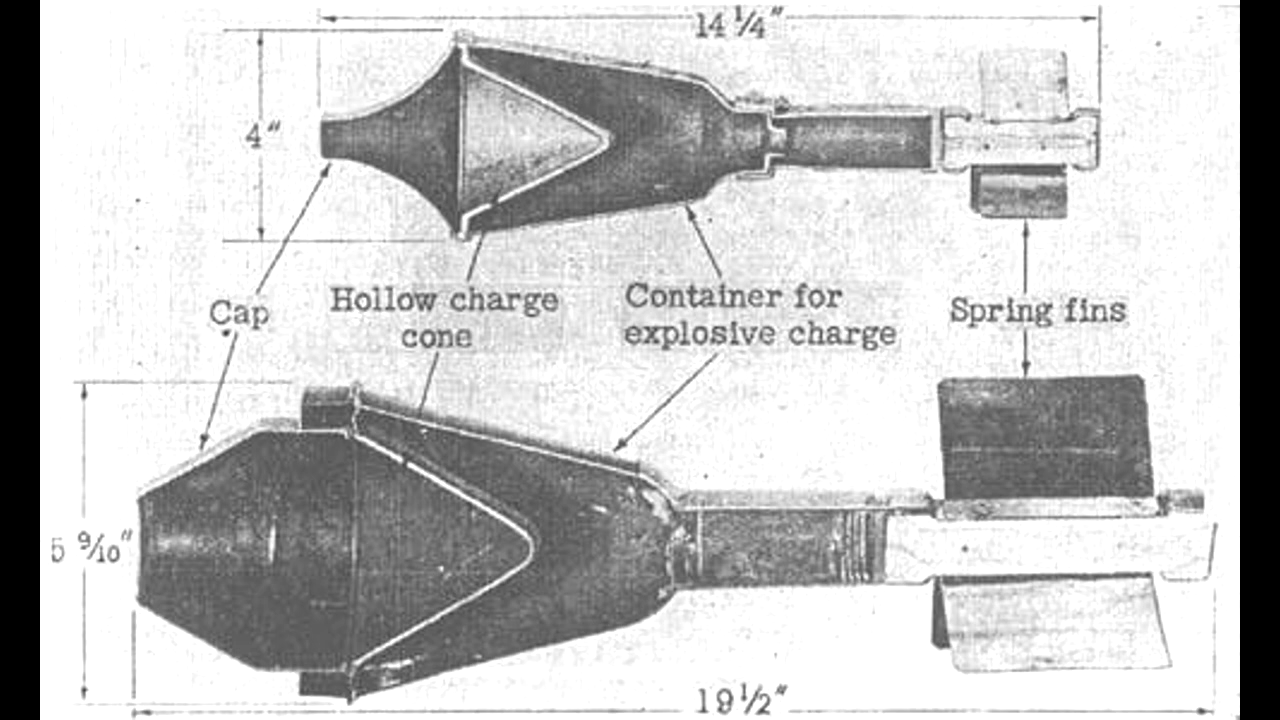 14 1/4"
4"
Cap
Hollow charge
cone
Container for
explosive charge
Spring fins
5 9/10"
19 1/2"